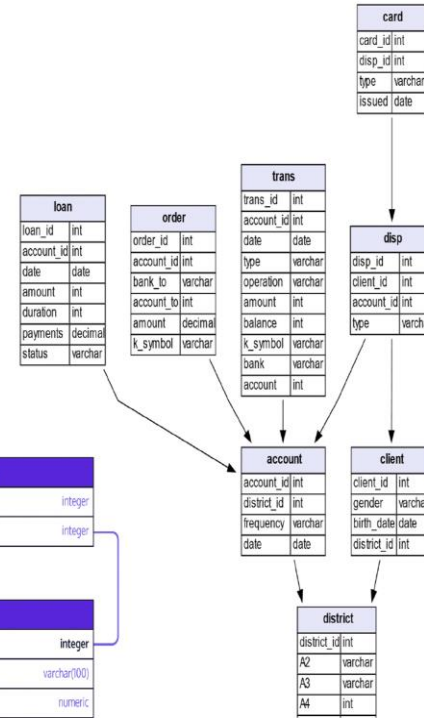 card
card_id int
disp_id int
type varchar
issued date
trans
trans_id int
account_id int
date date
type varchar
operation varchar
amount int
balance int
k_symbol varchar
bank varchar
account int
loan
loan_id int
account_id int
date date
amount int
duration int
payments decimal
status varchar
order
order_id int
account_id int
bank_to varchar
account_to int
amount decimal
k_symbol varchar
disp
disp_id int
client_id int
account_id int
type varcha
account
account_id int
district_id int
frequency varchar
date date
client
client_id int
gender varcha
birth_date date
district_id int
integer
integer
integer
varchar(100)
numeric
district
district_id int
A2 varchar
A3 varchar
A4 int